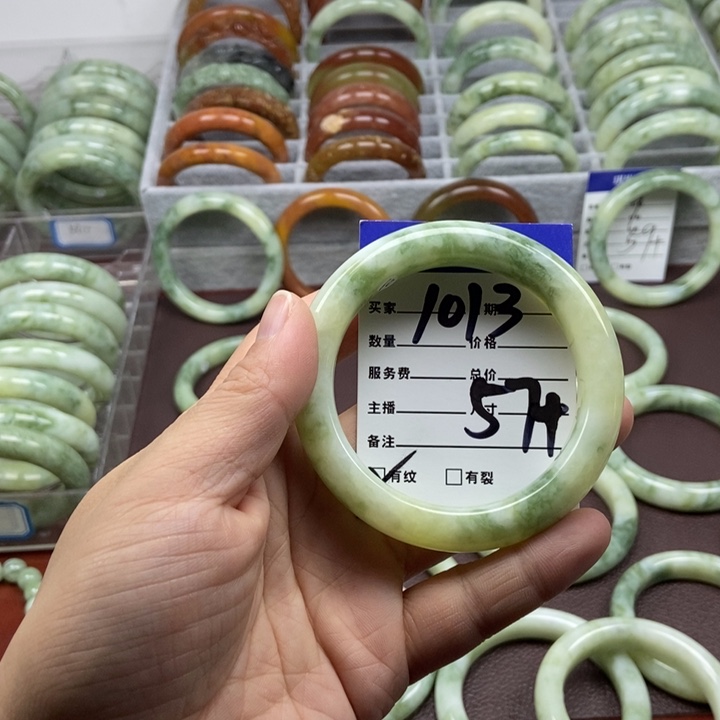 买家 1013 期
数量 价格
服务费 总价
主播 寸 57+
备注
有纹 有裂